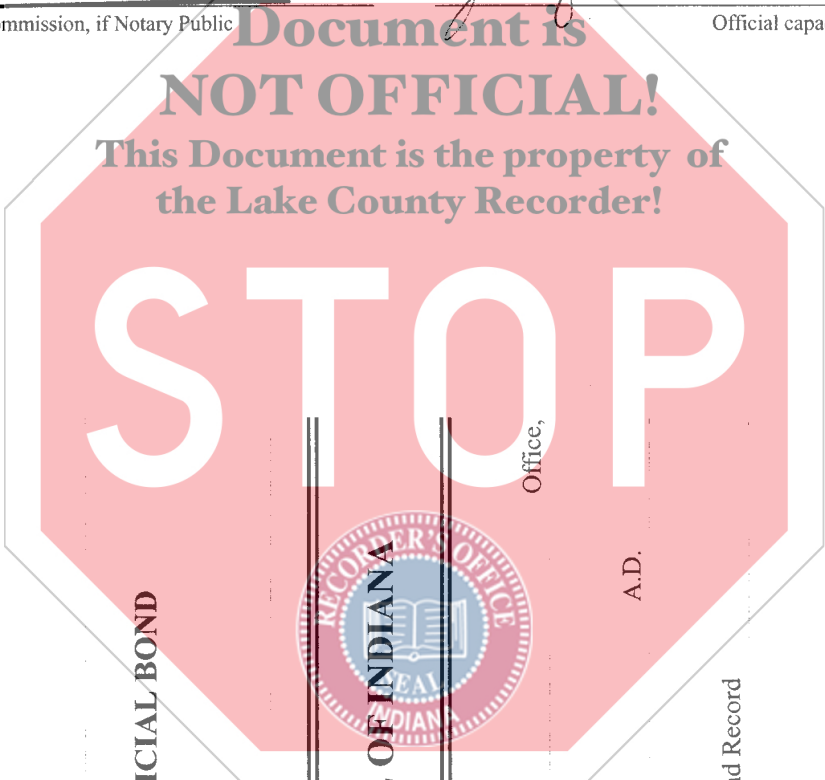 mmission, if Notary Public
Official capa
Document is
NOT OFFICIAL!
This Document is the property of
the Lake County Recorder!
STOP
Office,
A.D.
RECORDER'S OFFICE
SEAL
INDIANA
ICIAL BOND
OF INDIANA
d Record